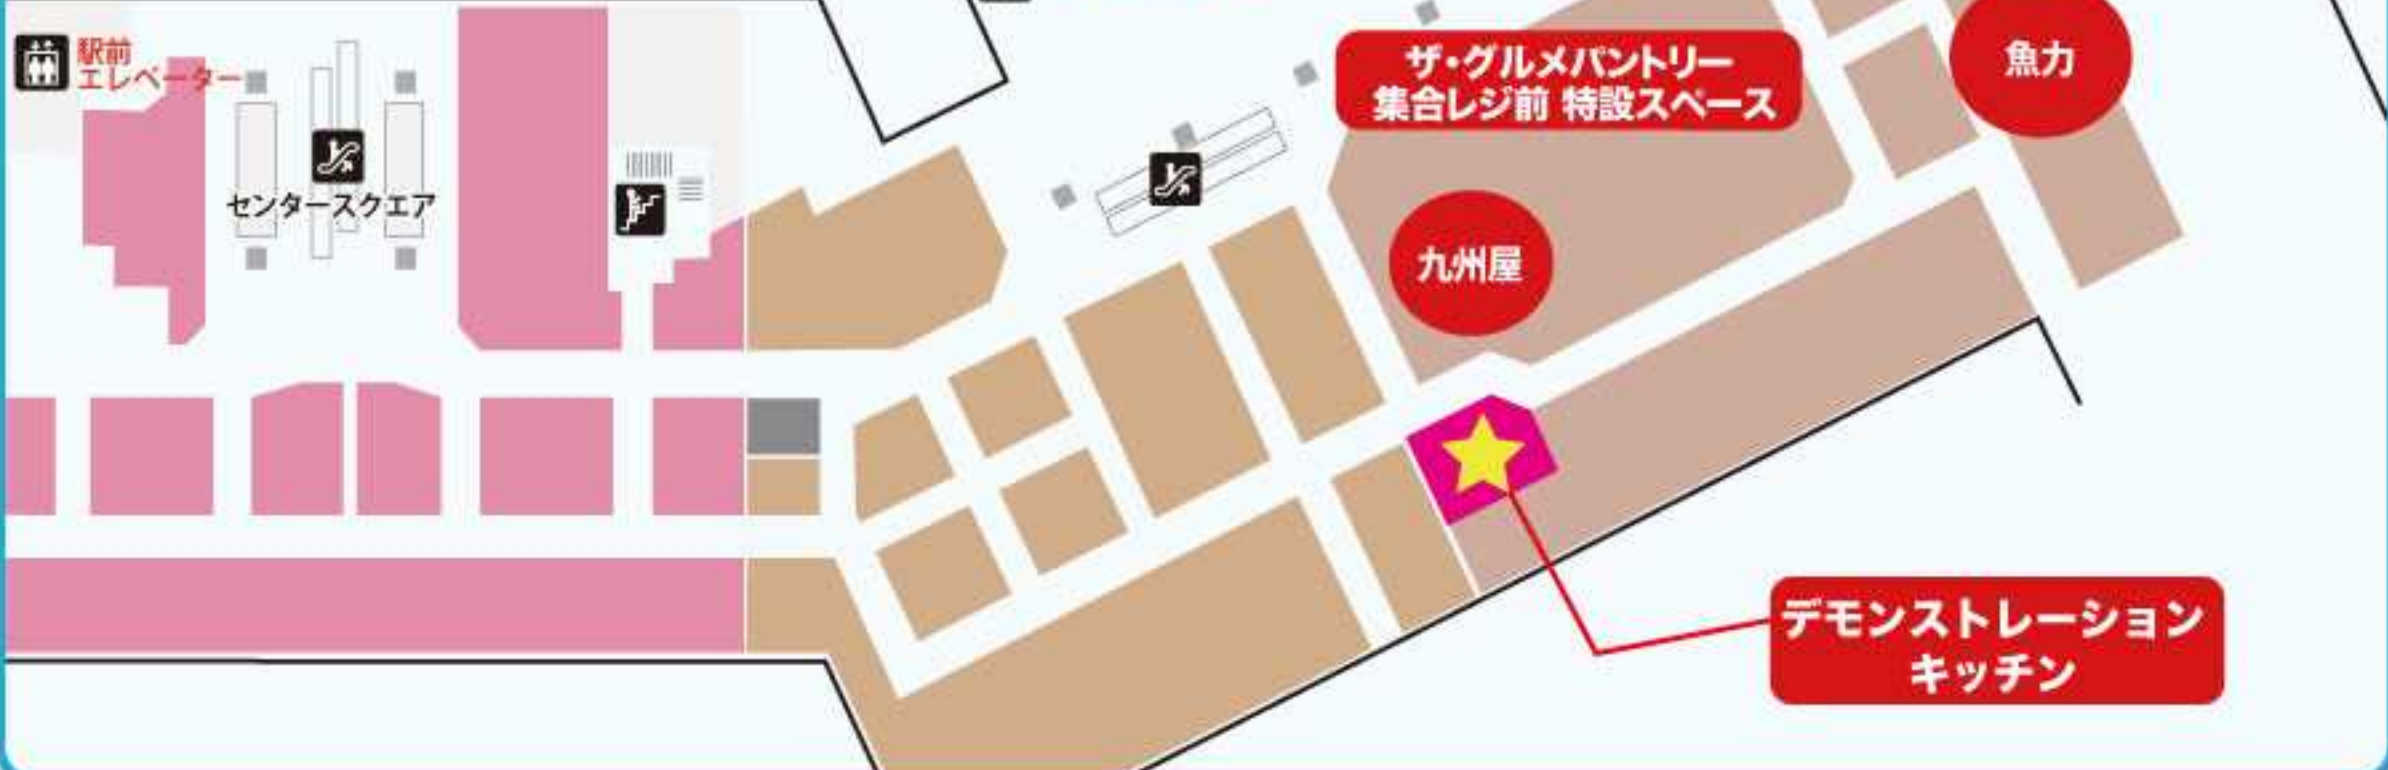 駅前
エレベーター
センタースクエア
ザ・グルメパントリー
集合レジ前 特設スペース
魚力
九州屋
デモンストレーション
キッチン